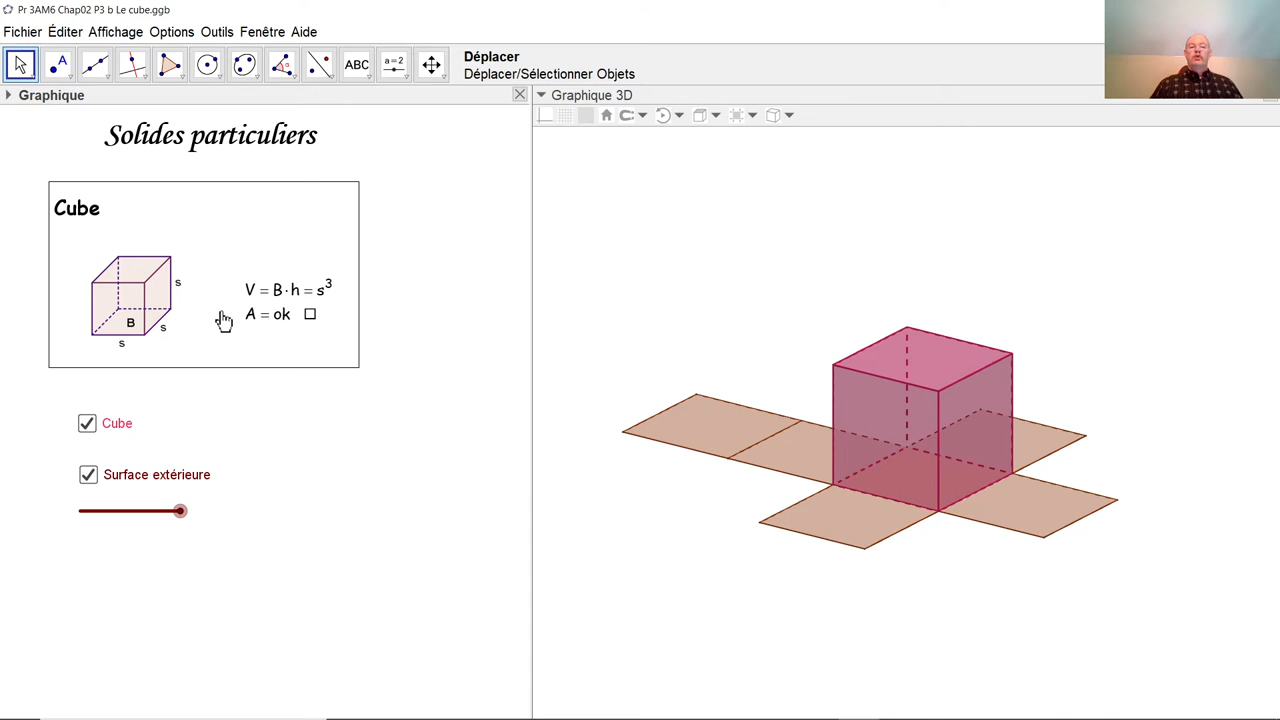 Pr 3AM6 Chap02 P3 b Le cube.ggb
Fichier Éditer Affichage Options Outils Fenêtre Aide
A ABC a=2 Déplacer
Déplacer/Sélectionner Objets
Graphique
Graphique 3D
Solides particuliers
Cube
s
V = B·h = s³
A = ok □
B
s
s
Cube
Surface extérieure